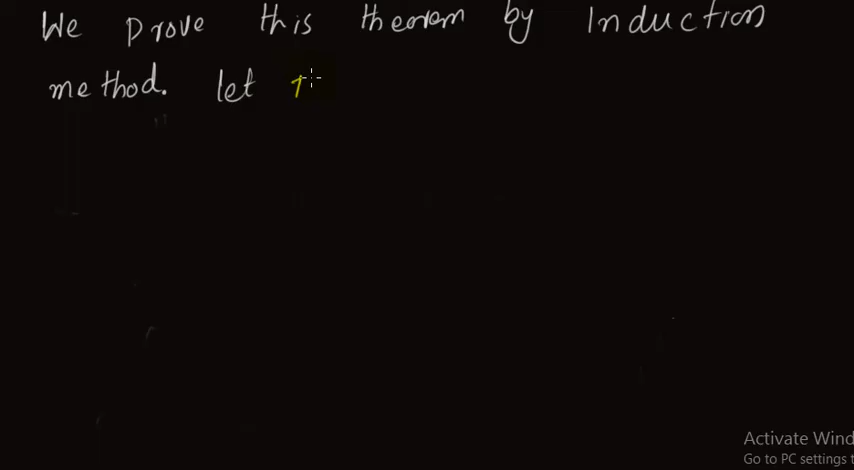 We prove this theorem by Induction
method. let
Activate Wind
Go to PC settings t